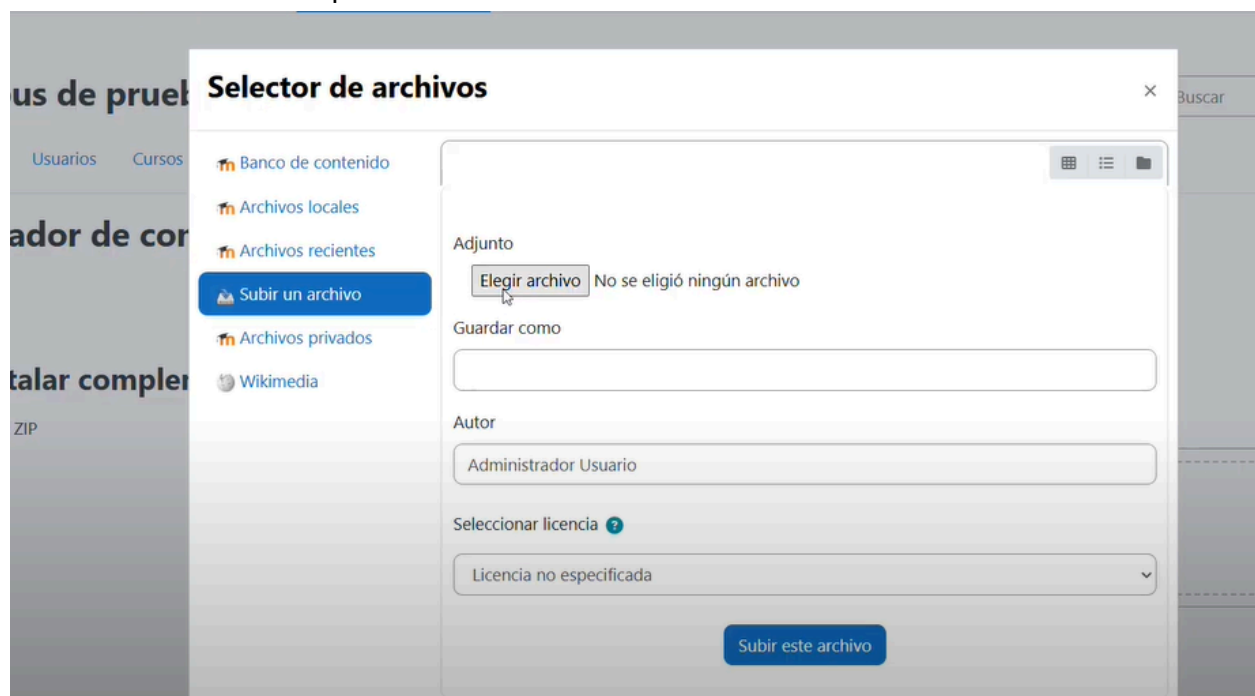 Selector de archivos
×
Buscar
Usuarios Cursos
Banco de contenido
Archivos locales
Archivos recientes
Subir un archivo
Archivos privados
Wikimedia
Adjunto
Elegir archivo No se eligió ningún archivo
Guardar como
Autor
Administrador Usuario
Seleccionar licencia ?
Licencia no especificada
Subir este archivo
us de prueb
ador de cor
talar compler
ZIP